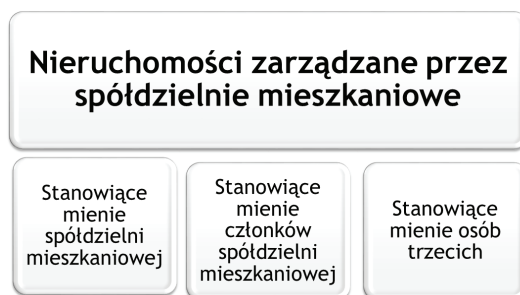 Nieruchomości zarządzane przez
spółdzielnie mieszkaniowe
Stanowiące
mienie
spółdzielni
mieszkaniowej
Stanowiące
mienie
członków
spółdzielni
mieszkaniowej
Stanowiące
mienie osób
trzecich